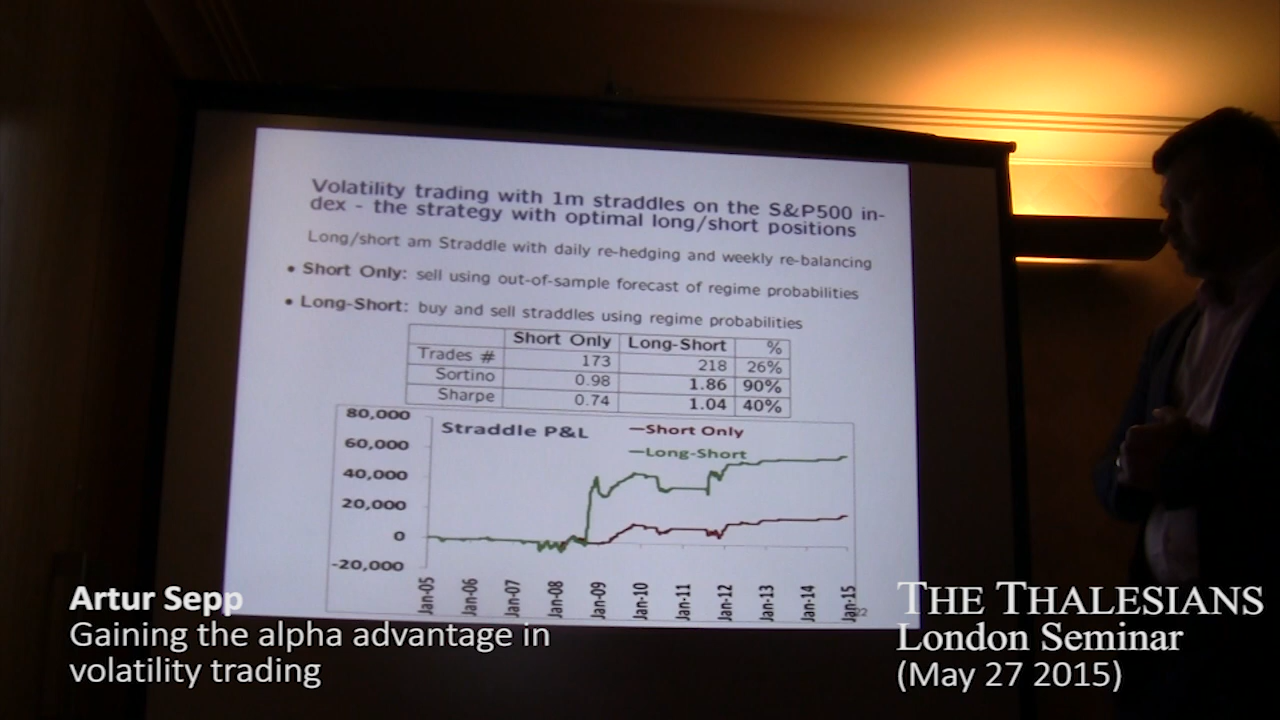 Volatility trading with 1m straddles on the S&P500 in-
dex - the strategy with optimal long/short positions
Long/short am Straddle with daily re-hedging and weekly re-balancing
• Short Only: sell using out-of-sample forecast of regime probabilities
• Long-Short: buy and sell straddles using regime probabilities
Short Only Long-Short %
Trades # 173 218 26%
Sortino 0.98 1.86 90%
Sharpe 0.74 1.04 40%
Straddle P&L
Short Only
Long-Short
80,000
60,000
40,000
20,000
0
-20,000
Jan-05 Jan-06 Jan-07 Jan-08 Jan-09 Jan-10 Jan-11 Jan-12 Jan-13 Jan-14 Jan-15
Artur Sepp
Gaining the alpha advantage in
volatility trading
THE THALESIANS
London Seminar
(May 27 2015)